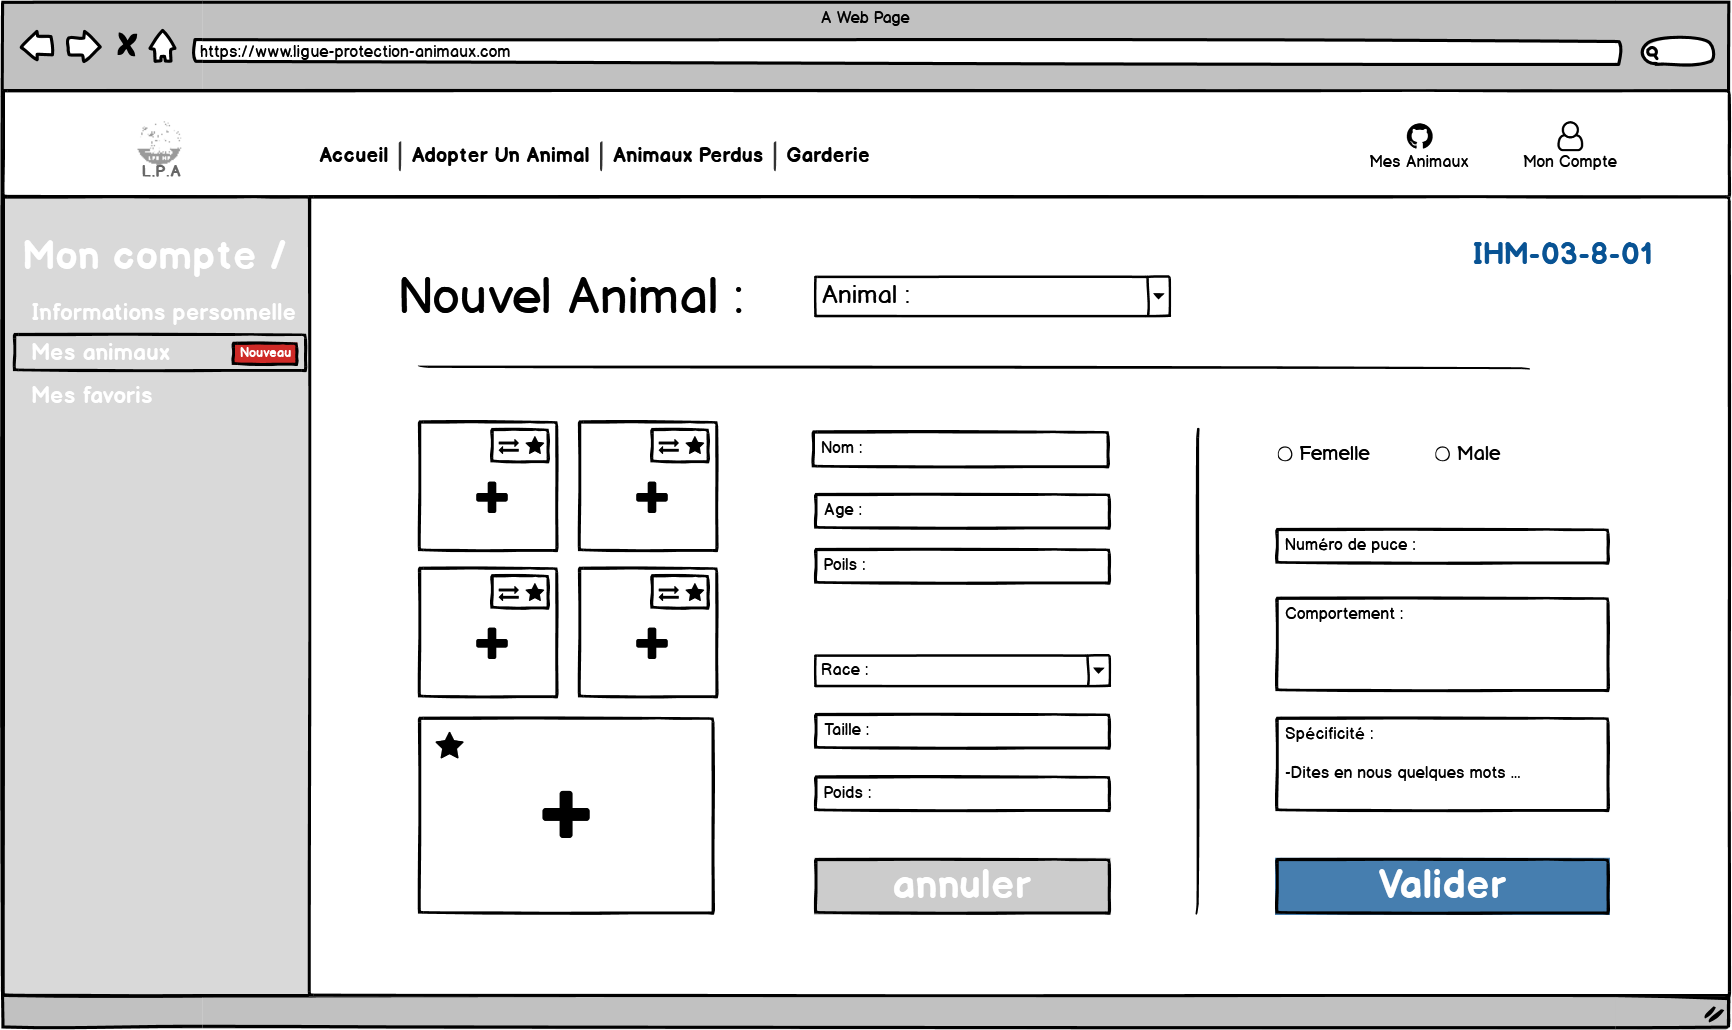 A Web Page
https://www.ligue-protection-animaux.com
L.P.A
Accueil | Adopter Un Animal | Animaux Perdus | Garderie
Mes Animaux
Mon Compte
Mon compte /
Informations personnelle
Mes animaux
Nouveau
Mes favoris
IHM-03-8-01
Nouvel Animal :
Animal :
Nom :
Age :
Poils :
Race :
Taille :
Poids :
annuler
Femelle
Male
Numéro de puce :
Comportement :
Spécificité :
-Dites en nous quelques mots ...
Valider